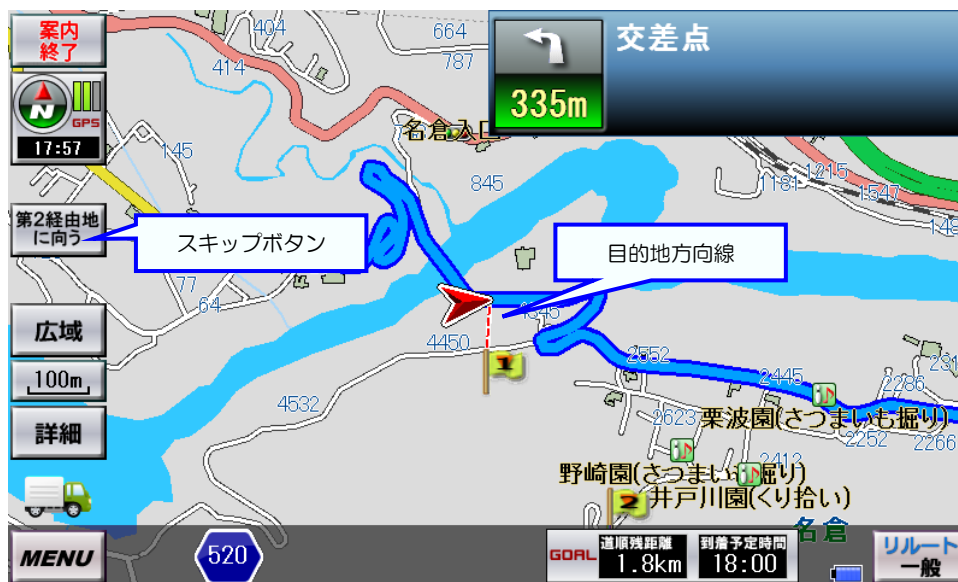 案内
終了
404
414
664
787
交差点
335m
N
GPS
17:57
名倉入口
145
845
1181
1215
1547
148
第2経由地
に向う
スキップボタン
目的地方向線
77
64
広域
100m
詳細
4450
4345
1
2552
2445
2286
231
4532
2623
栗波園(さつまいも掘り)
2252
2266
2412
野崎園(さつまいも掘り)
2
井戸川園(くり拾い)
名倉
MENU
520
GOAL
道順残距離
1.8km
到着予定時間
18:00
リルート
一般